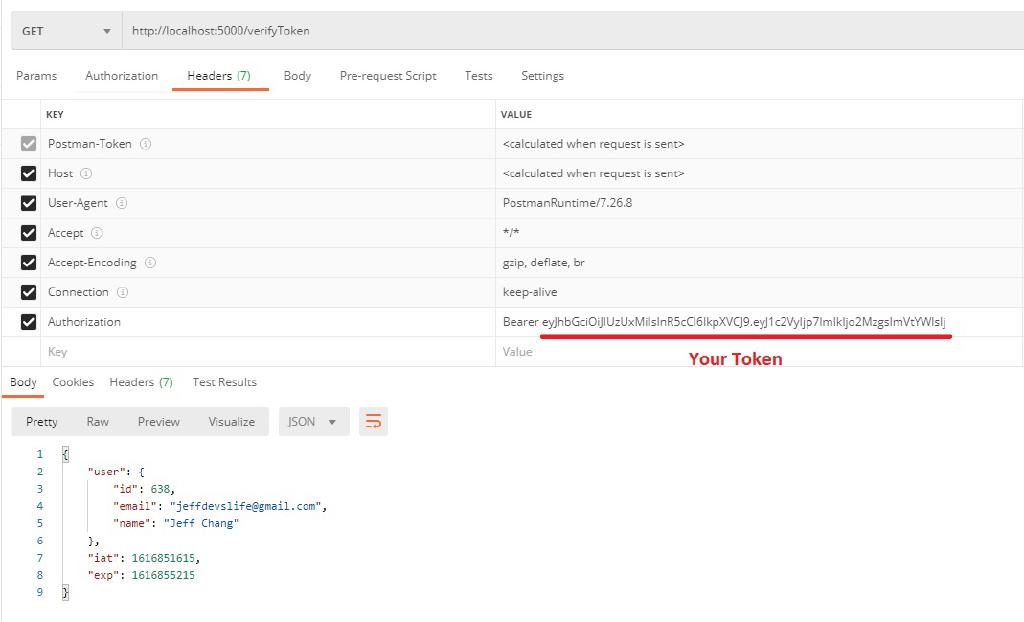 GET http://localhost:5000/verifyToken
Params Authorization Headers (7) Body Pre-request Script Tests Settings
KEY VALUE
Postman-Token <calculated when request is sent>
Host <calculated when request is sent>
User-Agent PostmanRuntime/7.26.8
Accept */*
Accept-Encoding gzip, deflate, br
Connection keep-alive
Authorization Bearer eyJhbGciOiJIUzUxMiIsInR5cCI6IkpXVCJ9.eyJ1c2VyIjp7ImlkIjo2MzgsImVtYWlsIj
Key Value
Your Token
Body Cookies Headers (7) Test Results
Pretty Raw Preview Visualize JSON
1 {
2 "user": {
3 "id": 638,
4 "email": "jeffdevslife@gmail.com",
5 "name": "Jeff Chang"
6 },
7 "iat": 1616851615,
8 "exp": 1616855215
9 }